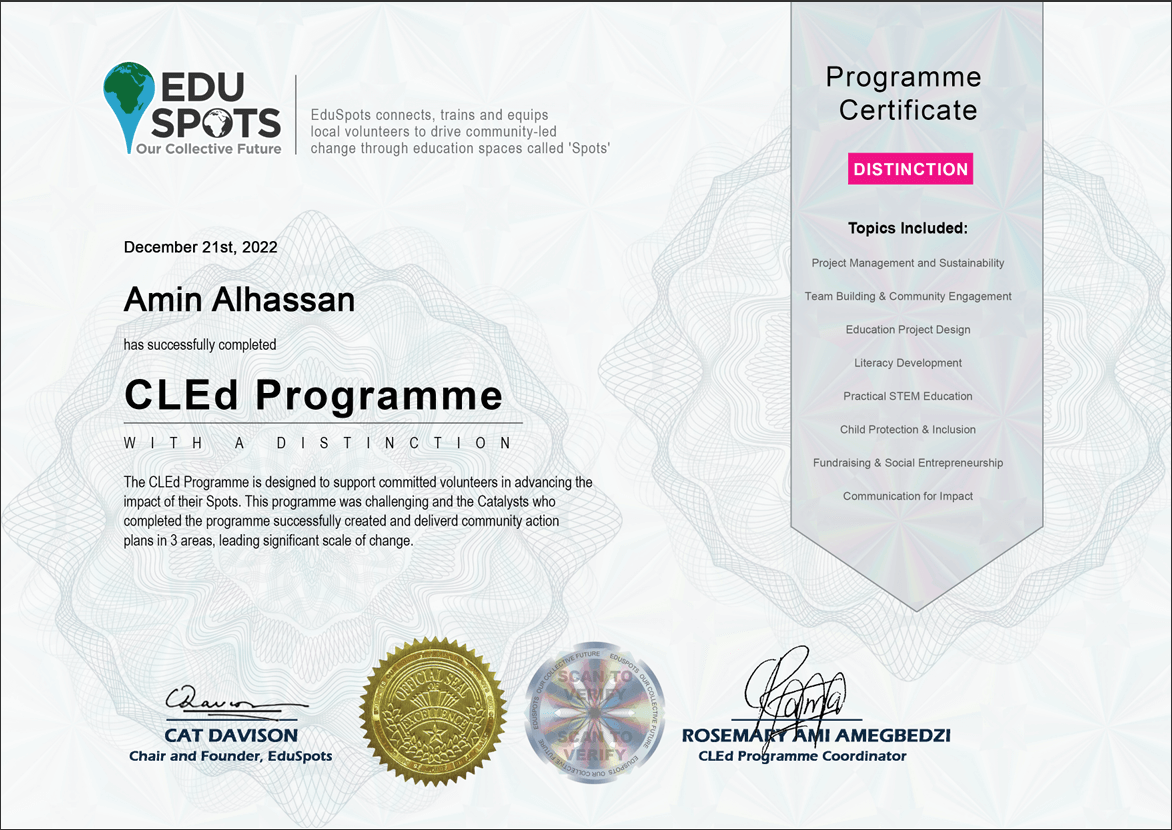 EDU
SPOTS
Our Collective Future
EduSpots connects, trains and equips
local volunteers to drive community-led
change through education spaces called 'Spots'
Programme
Certificate
DISTINCTION
Topics Included:
Project Management and Sustainability
Team Building & Community Engagement
Education Project Design
Literacy Development
Practical STEM Education
Child Protection & Inclusion
Fundraising & Social Entrepreneurship
Communication for Impact
December 21st, 2022
Amin Alhassan
has successfully completed
CLEd Programme
WITH A DISTINCTION
The CLEd Programme is designed to support committed volunteers in advancing the
impact of their Spots. This programme was challenging and the Catalysts who
completed the programme successfully created and deliverd community action
plans in 3 areas, leading significant scale of change.
CDavison
CAT DAVISON
Chair and Founder, EduSpots
OFFICIAL SEAL
OF
EXCELLENCE
EDUSPOTS OUR COLLECTIVE FUTURE
SCAN TO
VERIFY
SCAN TO
VERIFY
ROSEMARY AMI AMEGBEDZI
CLEd Programme Coordinator